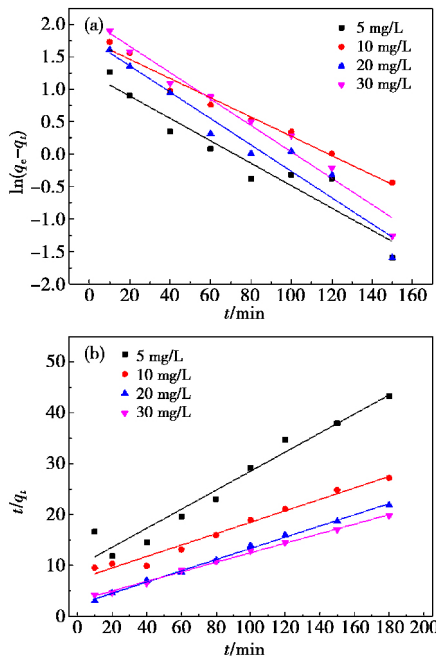 (a)
5 mg/L
10 mg/L
20 mg/L
30 mg/L
2.0
1.5
1.0
0.5
0.0
-0.5
-1.0
-1.5
-2.0
ln(qₑ-qₜ)
0 20 40 60 80 100 120 140 160
t/min
(b)
5 mg/L
10 mg/L
20 mg/L
30 mg/L
50
40
30
20
10
0
t/qₜ
0 20 40 60 80 100 120 140 160 180 200
t/min